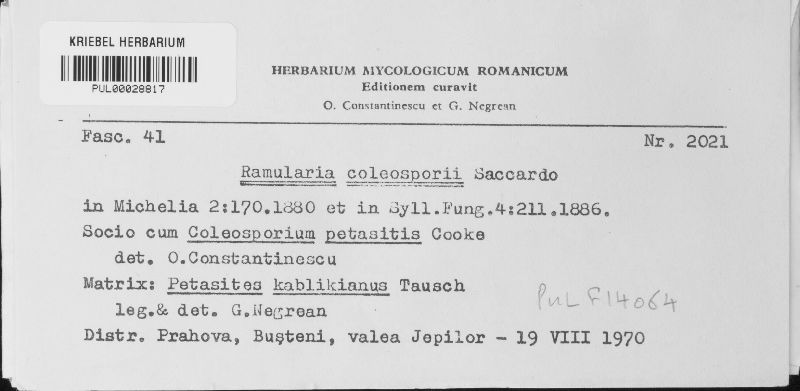 KRIEBEL HERBARIUM
PUL00028817
HERBARIUM MYCOLOGICUM ROMANICUM
Editionem curavit
O. Constantinescu et G. Negrean
Fasc. 41 Nr. 2021
Ramularia coleosporii Saccardo
in Michelia 2:170.1880 et in Syll.Fung.4:211.1886.
Socio cum Coleosporium petasitis Cooke
det. O.Constantinescu
Matrix: Petasites kablikianus Tausch
leg.& det. G.Negrean
PUL F14064
Distr. Prahova, Buşteni, valea Jepilor - 19 VIII 1970